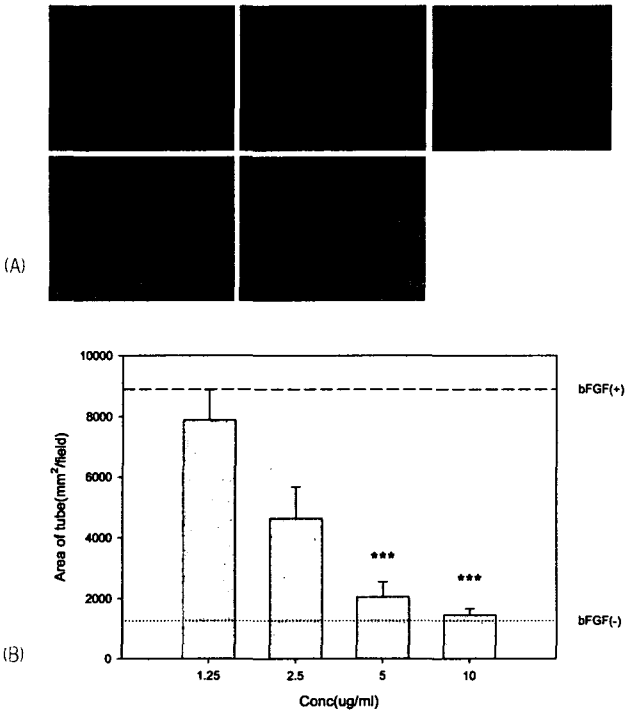 (A)
10000
8000
6000
4000
2000
0
Area of tube(mm²/field)
bFGF(+)
bFGF(-)
***
***
1.25 2.5 5 10
Conc(ug/ml)
(B)